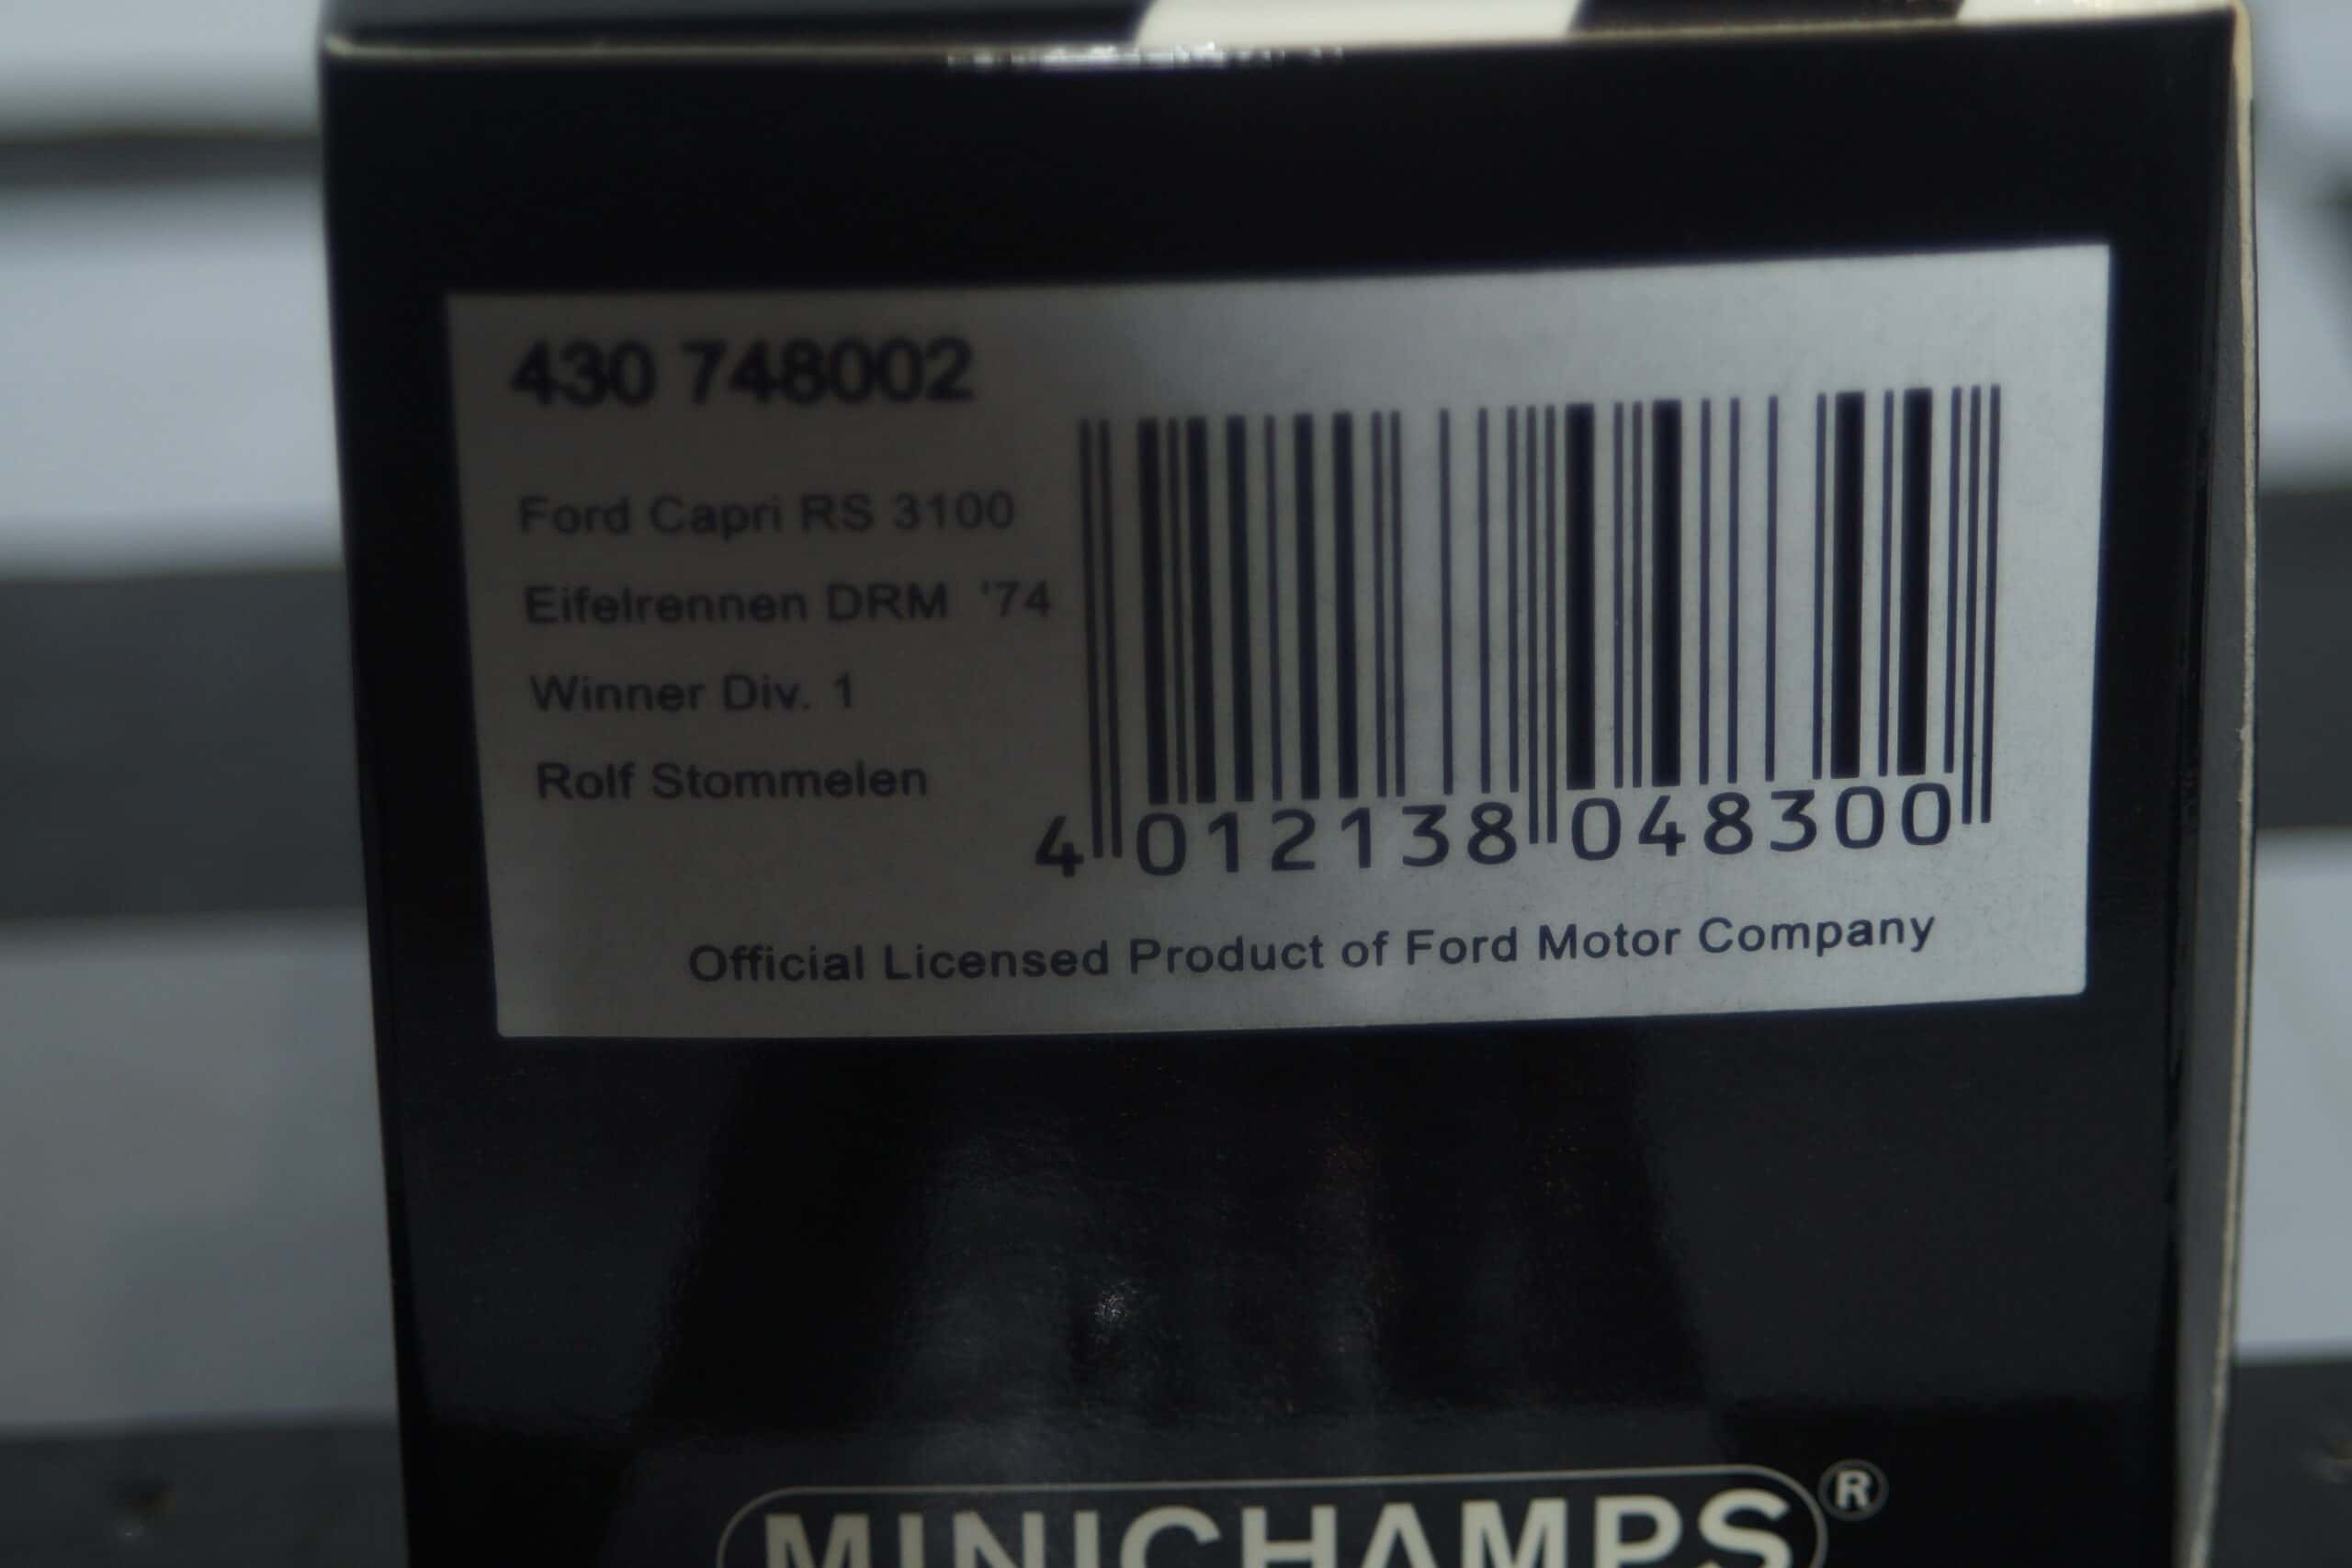 430 748002
Ford Capri RS 3100
Eifelrennen DRM '74
Winner Div. 1
Rolf Stommelen
4 012138 048300
Official Licensed Product of Ford Motor Company
MINICHAMPS®